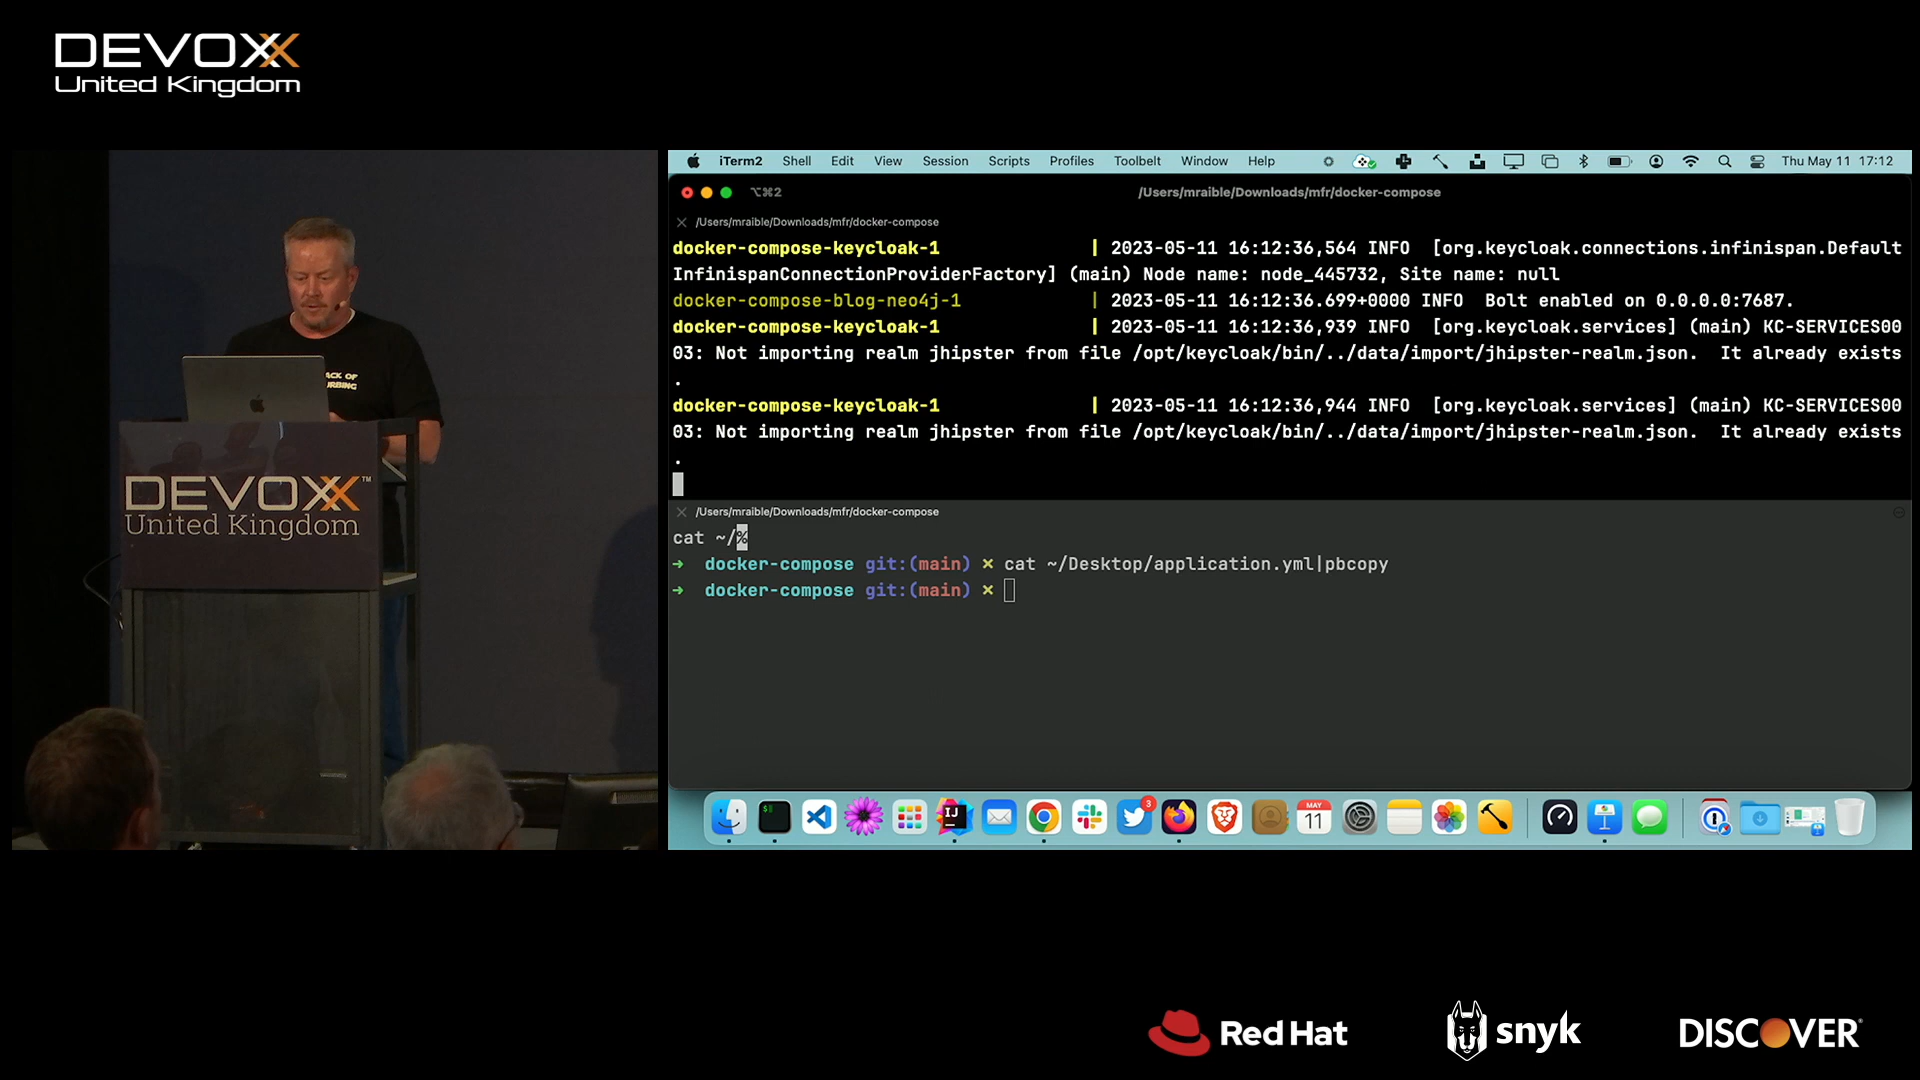 DEVOXX
United Kingdom
iTerm2 Shell Edit View Session Scripts Profiles Toolbelt Window Help Thu May 11 17:12
⌥⌘2 /Users/mraible/Downloads/mfr/docker-compose
/Users/mraible/Downloads/mfr/docker-compose
docker-compose-keycloak-1 | 2023-05-11 16:12:36,564 INFO [org.keycloak.connections.infinispan.Default
InfinispanConnectionProviderFactory] (main) Node name: node_445732, Site name: null
docker-compose-blog-neo4j-1 | 2023-05-11 16:12:36.699+0000 INFO Bolt enabled on 0.0.0.0:7687.
docker-compose-keycloak-1 | 2023-05-11 16:12:36,939 INFO [org.keycloak.services] (main) KC-SERVICES00
03: Not importing realm jhipster from file /opt/keycloak/bin/../data/import/jhipster-realm.json. It already exists
.
docker-compose-keycloak-1 | 2023-05-11 16:12:36,944 INFO [org.keycloak.services] (main) KC-SERVICES00
03: Not importing realm jhipster from file /opt/keycloak/bin/../data/import/jhipster-realm.json. It already exists
.
/Users/mraible/Downloads/mfr/docker-compose
cat ~/%
➜ docker-compose git:(main) × cat ~/Desktop/application.yml|pbcopy
➜ docker-compose git:(main) ×
3
IJ
MAY
11
ACK OF
URBING
DEVOXX™
United Kingdom
Red Hat
snyk
DISCOVER